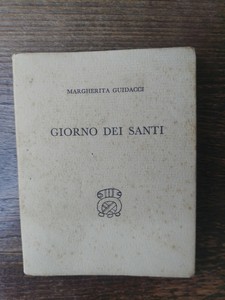 MARGHERITA GUIDACCI
GIORNO DEI SANTI